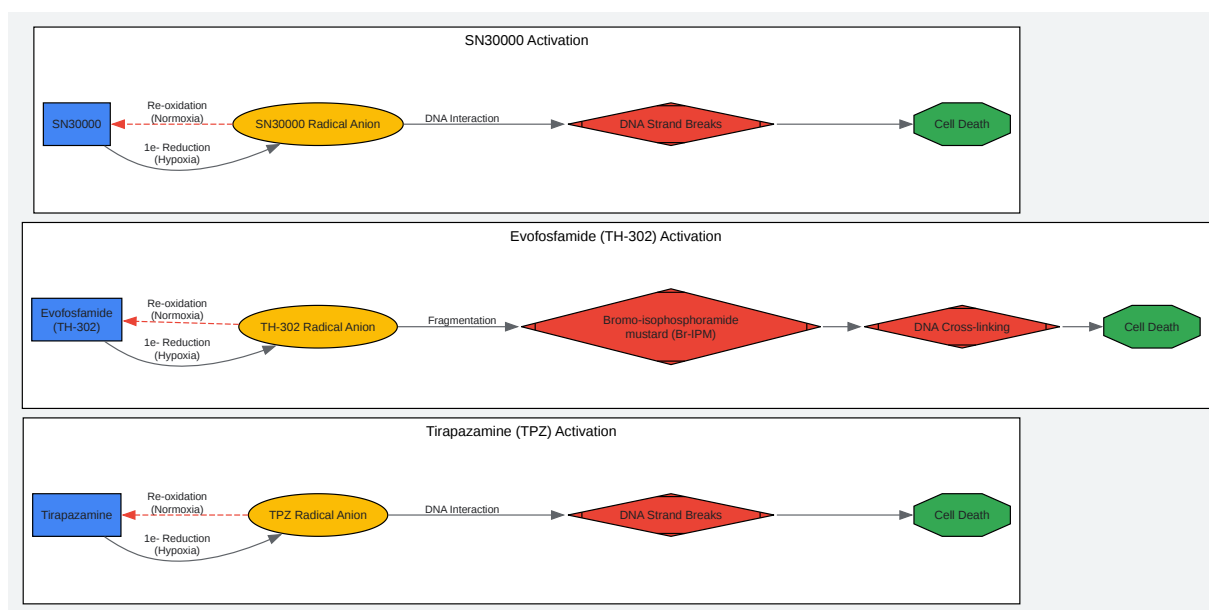 SN30000 Activation
SN30000
Re-oxidation
(Normoxia)
1e- Reduction
(Hypoxia)
SN30000 Radical Anion
DNA Interaction
DNA Strand Breaks
Cell Death
Evofosfamide (TH-302) Activation
Evofosfamide
(TH-302)
Re-oxidation
(Normoxia)
1e- Reduction
(Hypoxia)
TH-302 Radical Anion
Fragmentation
Bromo-isophosphoramide
mustard (Br-IPM)
DNA Cross-linking
Cell Death
Tirapazamine (TPZ) Activation
Tirapazamine
Re-oxidation
(Normoxia)
1e- Reduction
(Hypoxia)
TPZ Radical Anion
DNA Interaction
DNA Strand Breaks
Cell Death